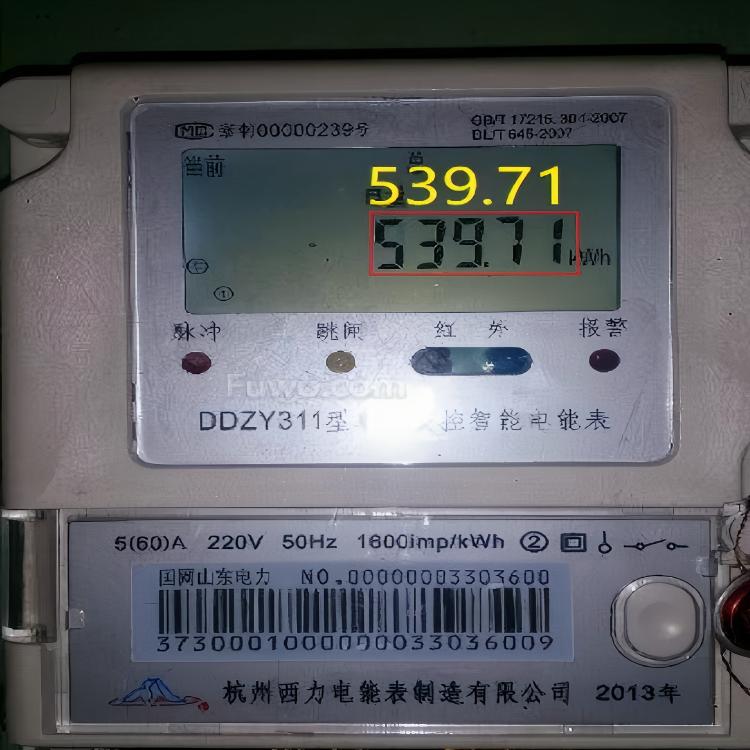 MC 鲁制00000239号
GB/T 17215.301-2007
DL/T 645-2007
当前
总
539.71
539.71 kWh
①
脉冲 跳闸 红外 报警
Fuwo.com
DDZY311型 控智能电能表
5(60)A 220V 50Hz 1600imp/kWh ②
国网山东电力 NO.00000003303600
3730001000000033036009
杭州西力电能表制造有限公司 2013年